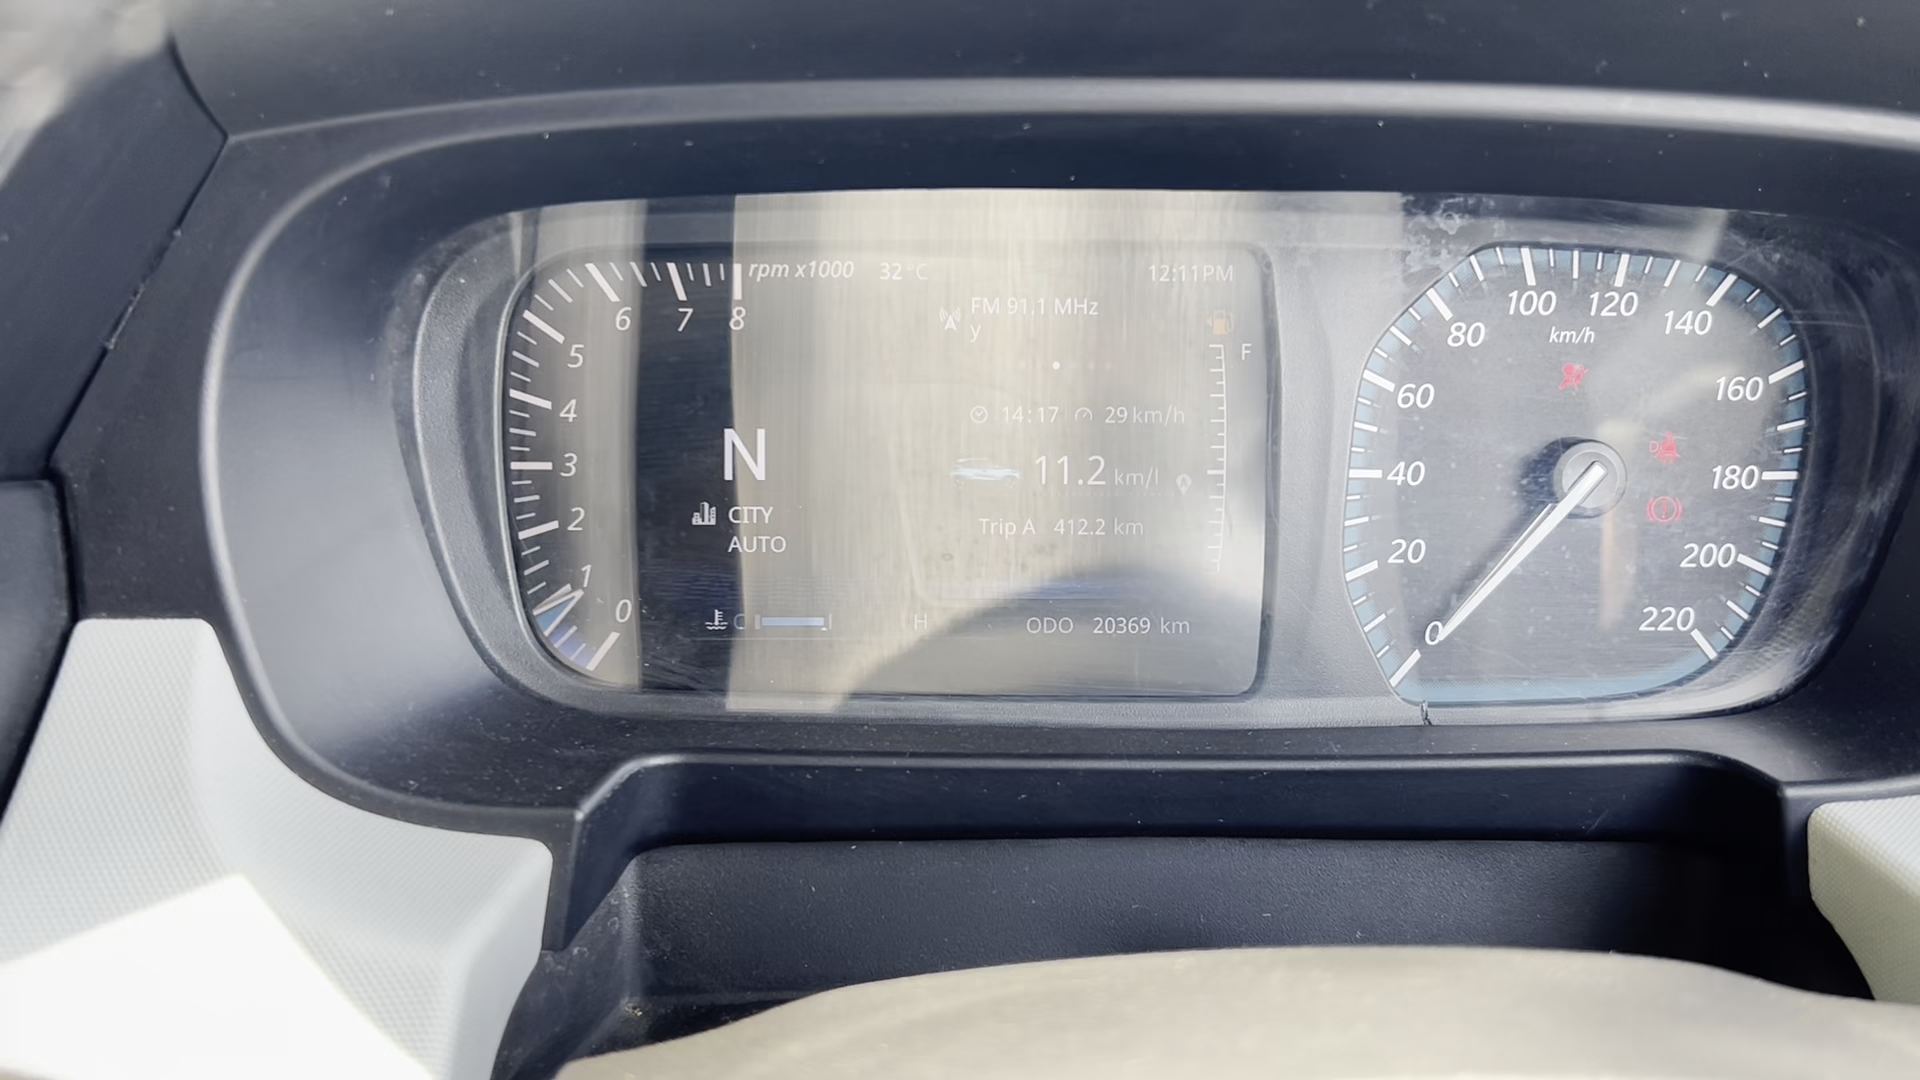 rpm x1000 32 °C 12:11PM
FM 91.1 MHz
y
6 7 8
5
4
3
2
1
0
F
14:17 29 km/h
N
11.2 km/l
CITY
AUTO
Trip A 412.2 km
C H
ODO 20369 km
0 20 40 60 80 100 120 140 160 180 200 220
km/h